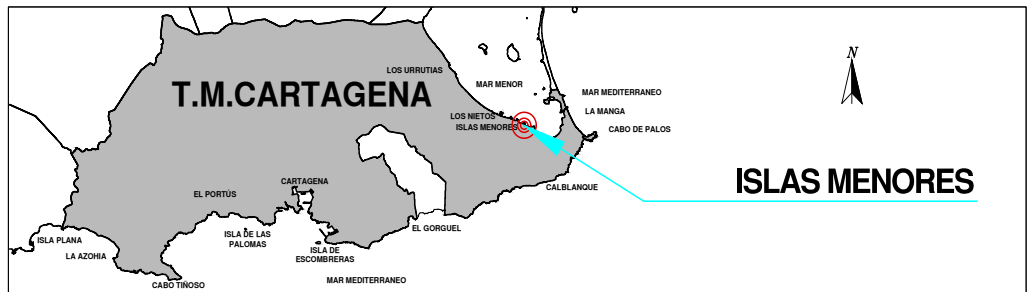 N
LOS URRUTIAS
MAR MENOR
T.M.CARTAGENA
MAR MEDITERRANEO
LA MANGA
LOS NIETOS
ISLAS MENORES
CABO DE PALOS
ISLAS MENORES
CARTAGENA
CALBLANQUE
EL PORTÚS
EL GORGUEL
ISLA DE LAS
PALOMAS
ISLA PLANA
LA AZOHIA
ISLA DE
ESCOMBRERAS
CABO TIÑOSO
MAR MEDITERRANEO